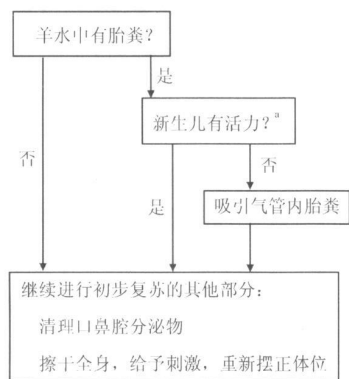 羊水中有胎粪？
是
新生儿有活力？a
否
否
是
吸引气管内胎粪
继续进行初步复苏的其他部分：
清理口鼻腔分泌物
擦干全身，给予刺激，重新摆正体位